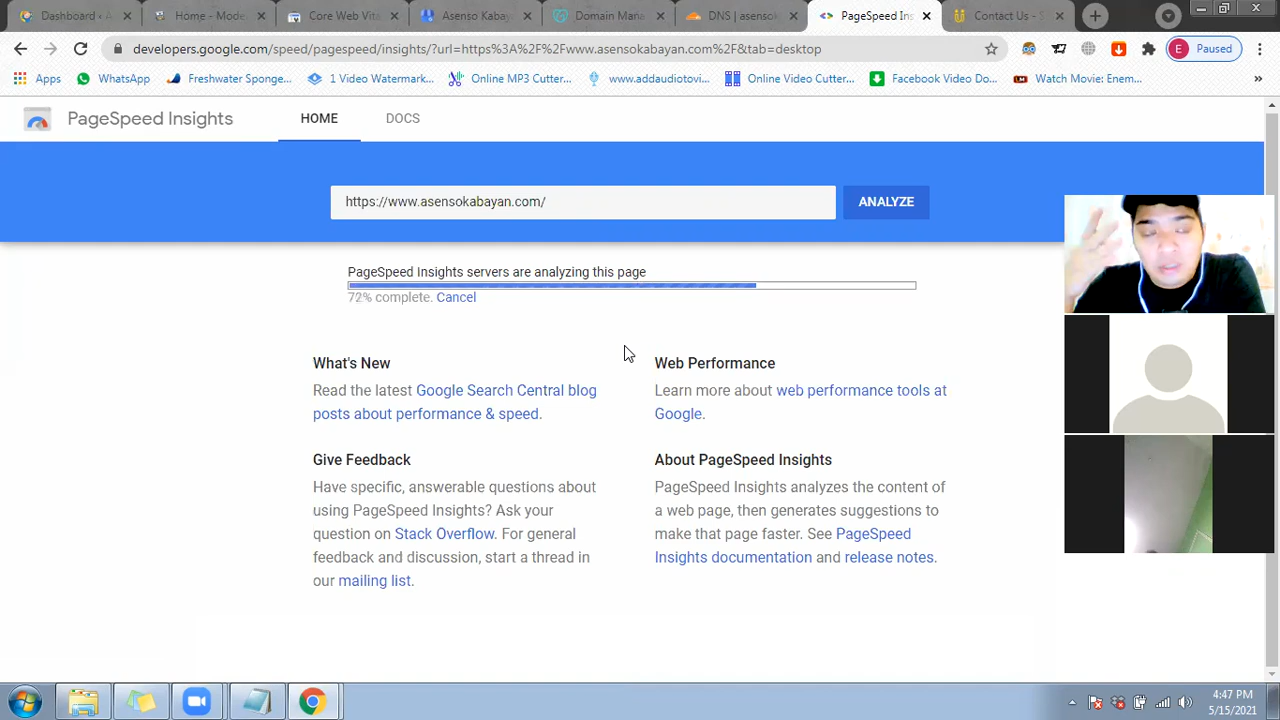 Dashboard ‹ A
Home – Mode
Core Web Vita
Asenso Kabay
Domain Mana
DNS | asensok
PageSpeed Ins
Contact Us – S
developers.google.com/speed/pagespeed/insights/?url=https%3A%2F%2Fwww.asensokabayan.com%2F&tab=desktop
E
Paused
Apps
WhatsApp
Freshwater Sponge...
1 Video Watermark...
Online MP3 Cutter...
www.addaudiotovi...
Online Video Cutter...
Facebook Video Do...
Watch Movie: Enem...
»
PageSpeed Insights
HOME
DOCS
https://www.asensokabayan.com/
ANALYZE
PageSpeed Insights servers are analyzing this page
72% complete. Cancel
What's New
Read the latest Google Search Central blog
posts about performance & speed.
Web Performance
Learn more about web performance tools at
Google.
Give Feedback
Have specific, answerable questions about
using PageSpeed Insights? Ask your
question on Stack Overflow. For general
feedback and discussion, start a thread in
our mailing list.
About PageSpeed Insights
PageSpeed Insights analyzes the content of
a web page, then generates suggestions to
make that page faster. See PageSpeed
Insights documentation and release notes.
4:47 PM
5/15/2021